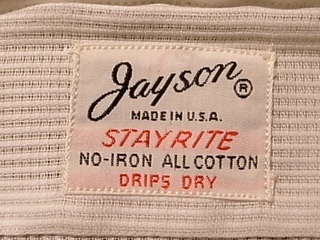 Jayson®
MADE IN U.S.A.
STAYRITE
NO-IRON ALL COTTON
DRIPS DRY